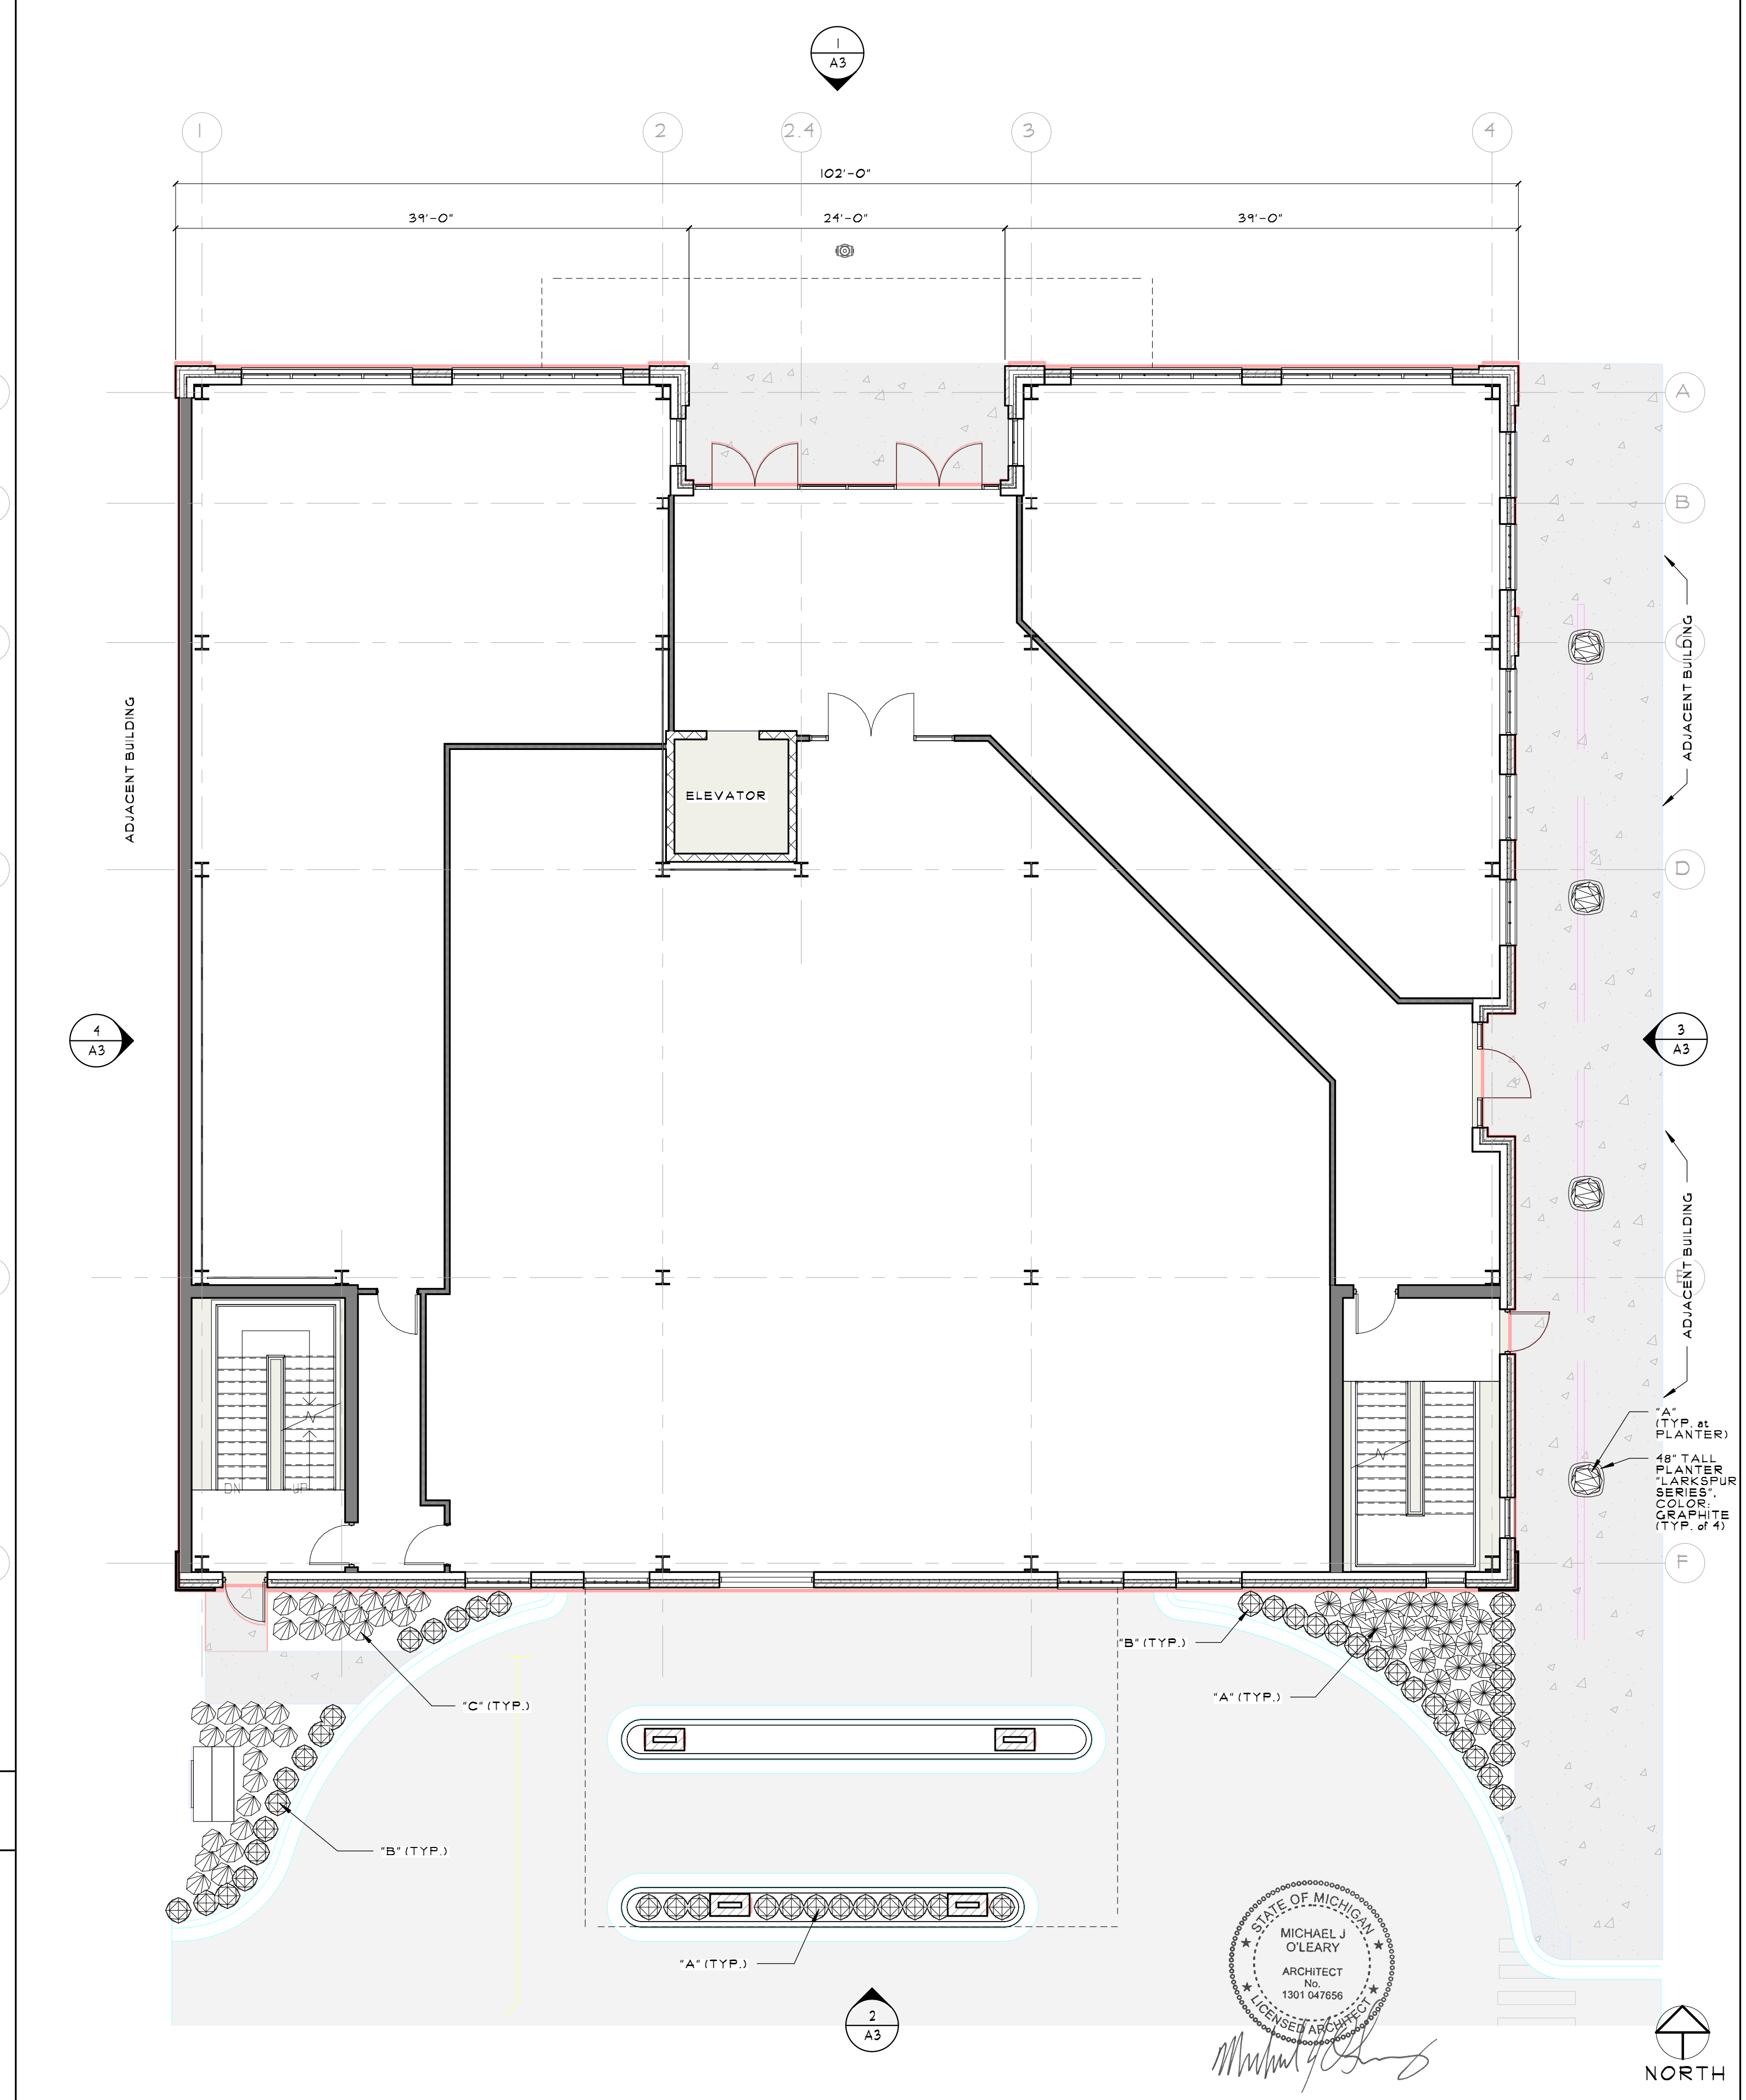 1
A3
1
2
2.4
3
4
102'-0"
39'-0"
24'-0"
39'-0"
A
B
C
D
E
F
ADJACENT BUILDING
ADJACENT BUILDING
ADJACENT BUILDING
ELEVATOR
4
A3
3
A3
DN
UP
"A"
(TYP. at
PLANTER)
48" TALL
PLANTER
"LARKSPUR
SERIES",
COLOR:
GRAPHITE
(TYP. of 4)
"B" (TYP.)
"A" (TYP.)
"C" (TYP.)
"B" (TYP.)
"A" (TYP.)
STATE OF MICHIGAN
MICHAEL J
O'LEARY
ARCHITECT
No.
1301 047656
LICENSED ARCHITECT
2
A3
NORTH